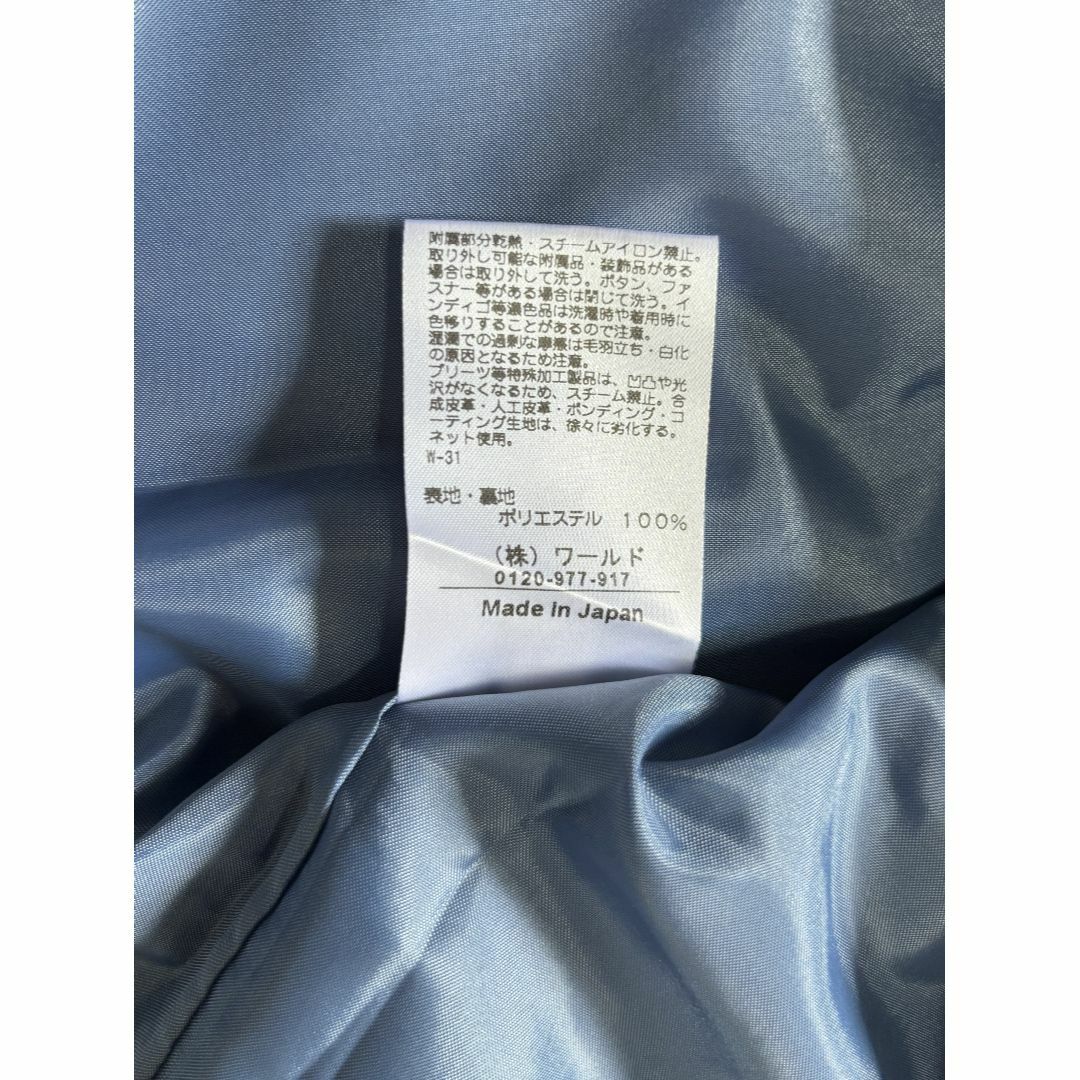 附属部分乾熱・スチームアイロン禁止。
取り外し可能な附属品・装飾品がある
場合は取り外して洗う。ボタン、ファ
スナー等がある場合は閉じて洗う。イ
ンディゴ等濃色品は洗濯時や着用時に
色移りすることがあるので注意。
湿潤での過剰な摩擦は毛羽立ち・白化
の原因となるため注意。
プリーツ等特殊加工製品は、凹凸や光
沢がなくなるため、スチーム禁止。合
成皮革・人工皮革・ボンディング・コ
ーティング生地は、徐々に劣化する。
ネット使用。
W-31
表地・裏地
ポリエステル 100%
(株)ワールド
0120-977-917
Made in Japan